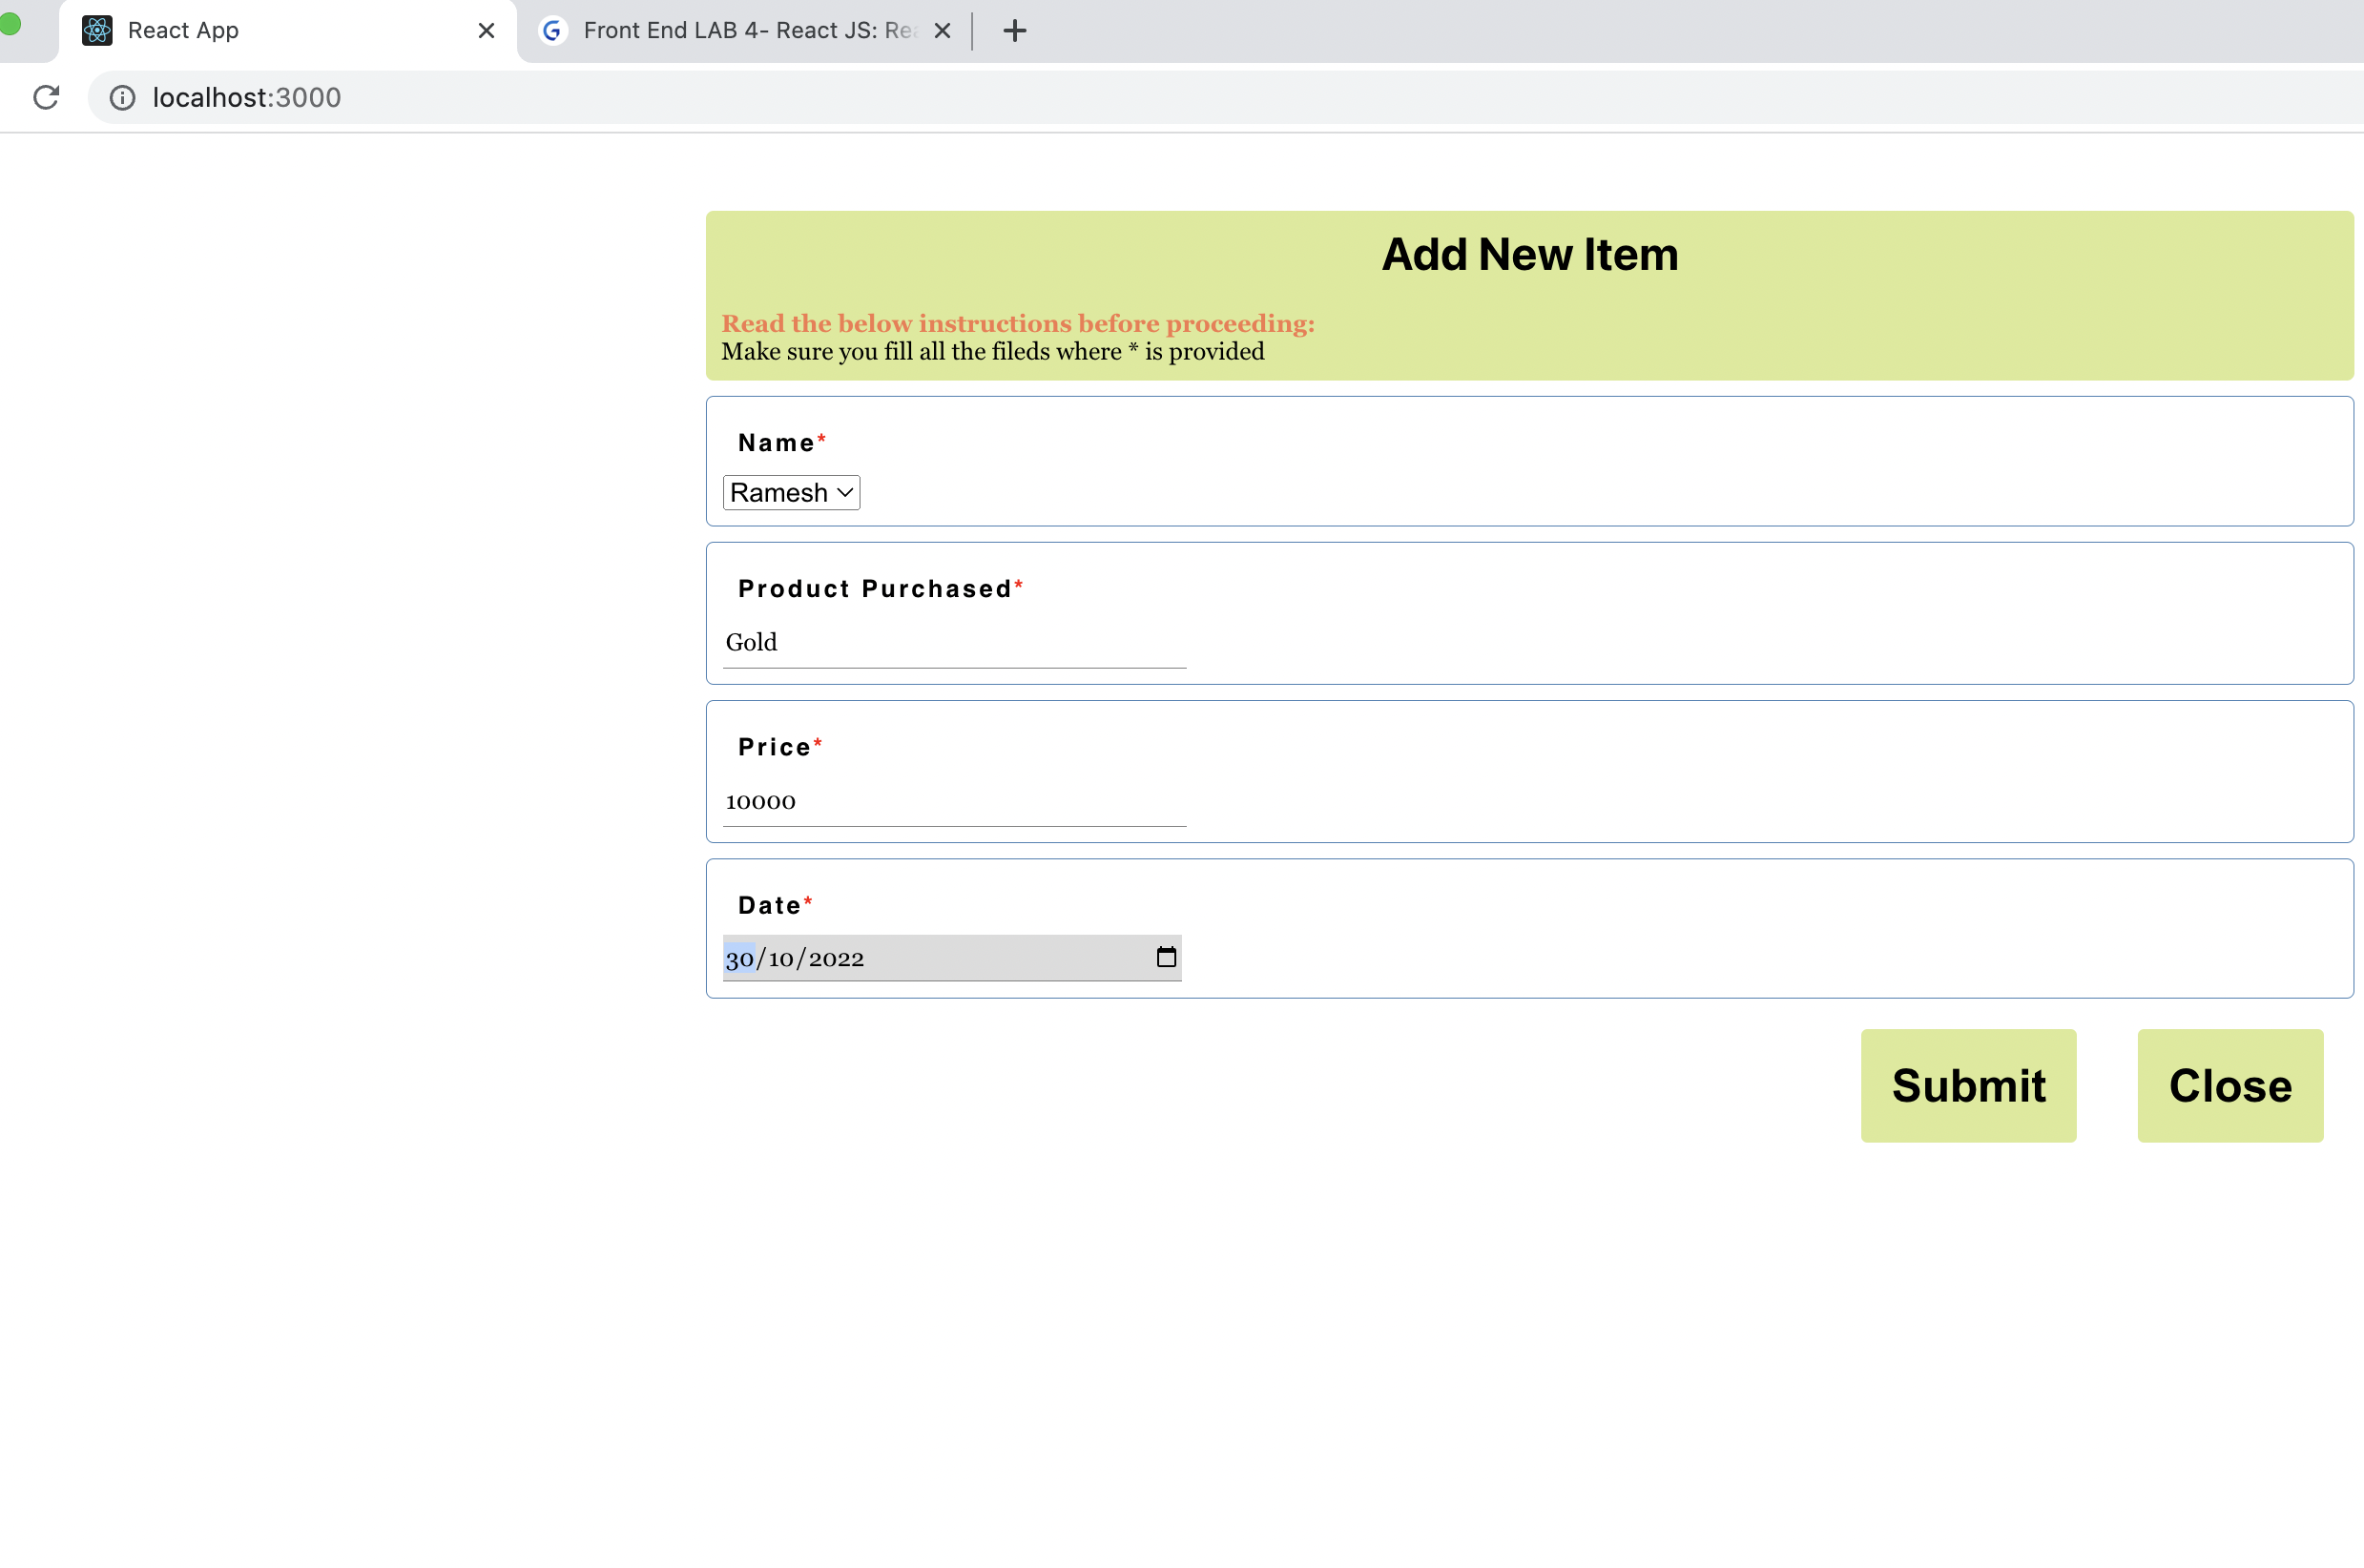 React App
Front End LAB 4- React JS: Rea
localhost:3000
Add New Item
Read the below instructions before proceeding:
Make sure you fill all the fileds where * is provided
Name*
Ramesh
Product Purchased*
Gold
Price*
10000
Date*
30/10/2022
Submit Close